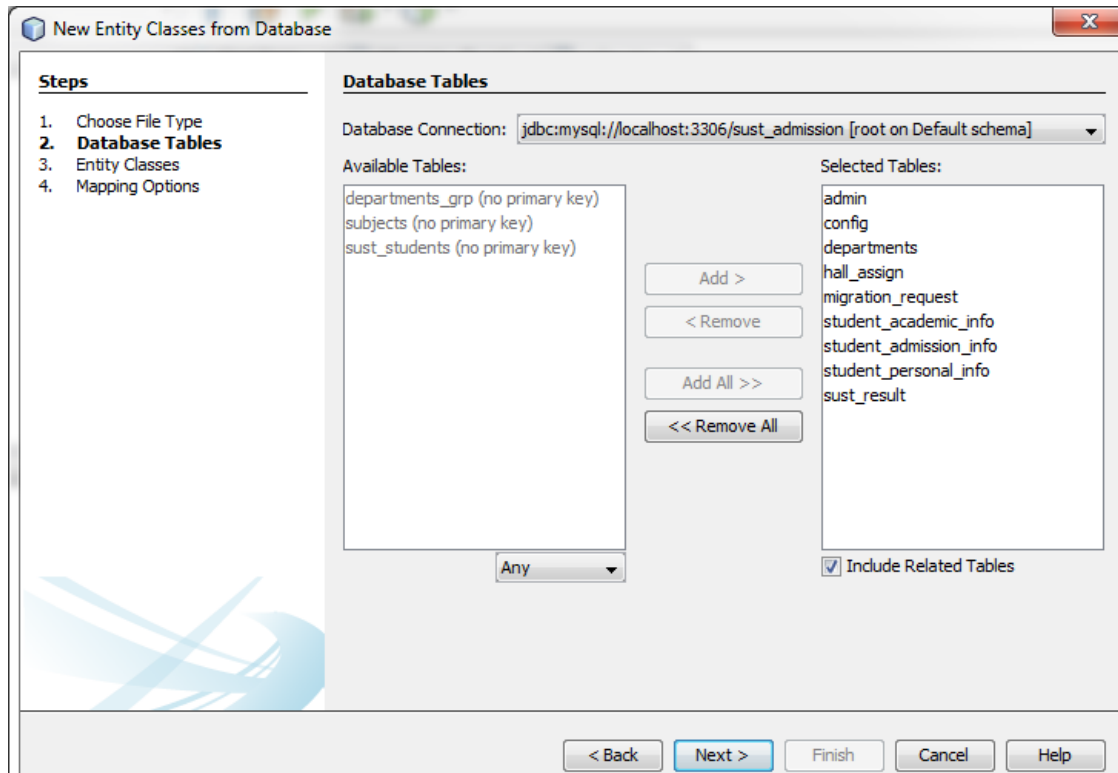 New Entity Classes from Database
X
Steps
1. Choose File Type
2. Database Tables
3. Entity Classes
4. Mapping Options
Database Tables
Database Connection: jdbc:mysql://localhost:3306/sust_admission [root on Default schema]
Available Tables:
departments_grp (no primary key)
subjects (no primary key)
sust_students (no primary key)
Any
Add >
< Remove
Add All >>
<< Remove All
Selected Tables:
admin
config
departments
hall_assign
migration_request
student_academic_info
student_admission_info
student_personal_info
sust_result
Include Related Tables
< Back
Next >
Finish
Cancel
Help